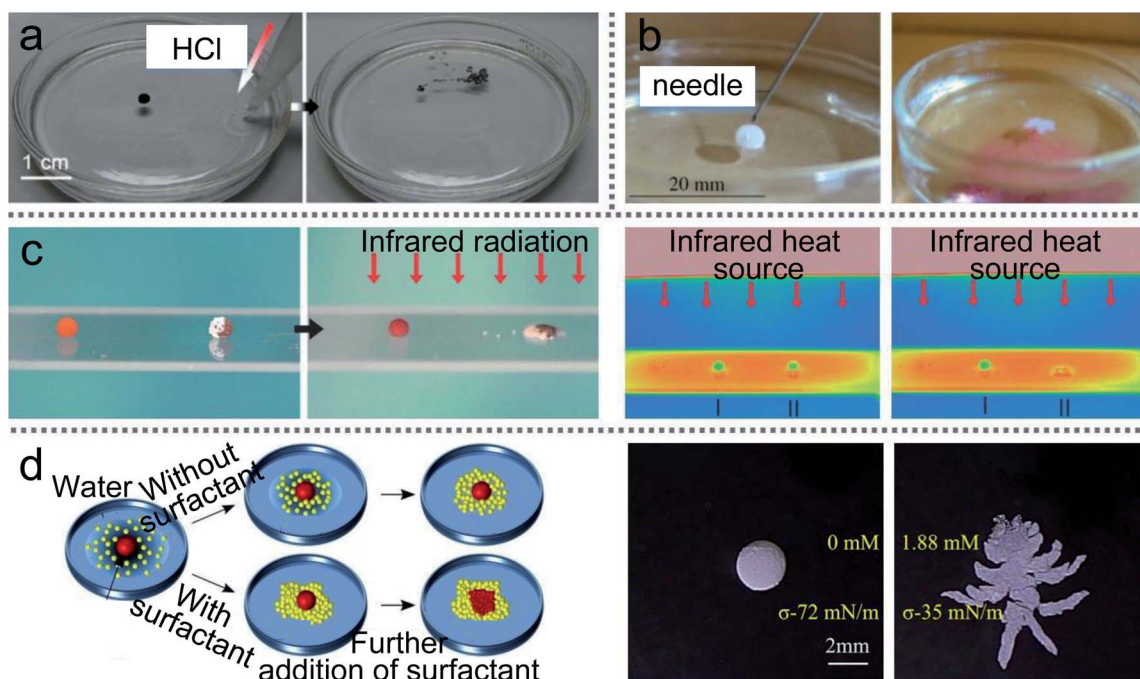 a
HCl
1 cm
b
needle
20 mm
c
Infrared radiation
Infrared heat
source
I
II
Infrared heat
source
I
II
d
Water
Without
surfactant
With
surfactant
Further
addition of surfactant
0 mM
σ-72 mN/m
2mm
1.88 mM
σ-35 mN/m